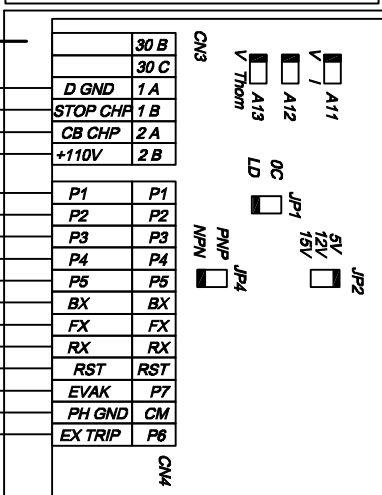 30 B
30 C
D GND 1 A
STOP CHP 1 B
CB CHP 2 A
+110V 2 B
CN3
P1 P1
P2 P2
P3 P3
P4 P4
P5 P5
BX BX
FX FX
RX RX
RST RST
EVAK P7
PH GND CM
EX TRIP P6
CN4
V
Thom
A13
A12
V
I
A11
OC
LD
JP1
PNP
NPN
JP4
5V
12V
15V
JP2